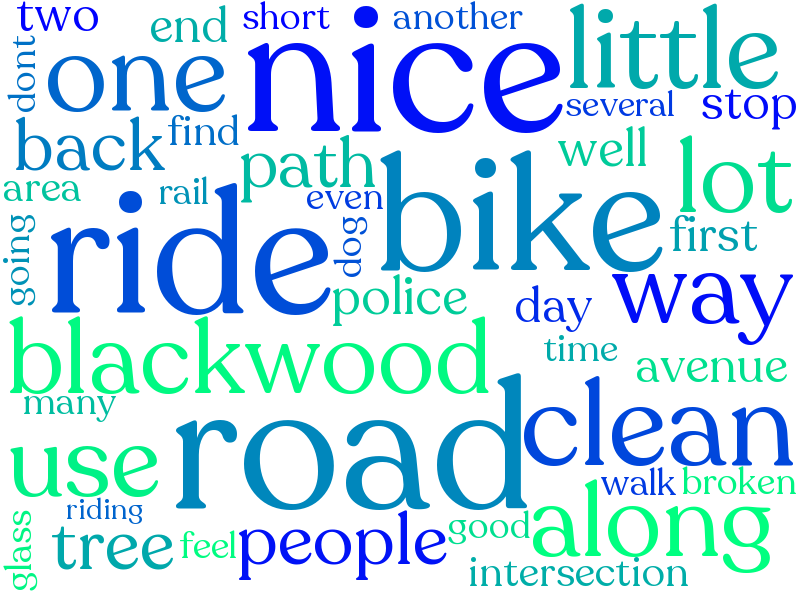 two
end
short
another
little
dont
one
nice
several
stop
back
find
path
well
lot
area
rail
even
bike
going
ride
dog
first
police
day
way
blackwood
time
avenue
many
road
clean
use
walk
broken
riding
glass
tree
feel
people
good
along
intersection